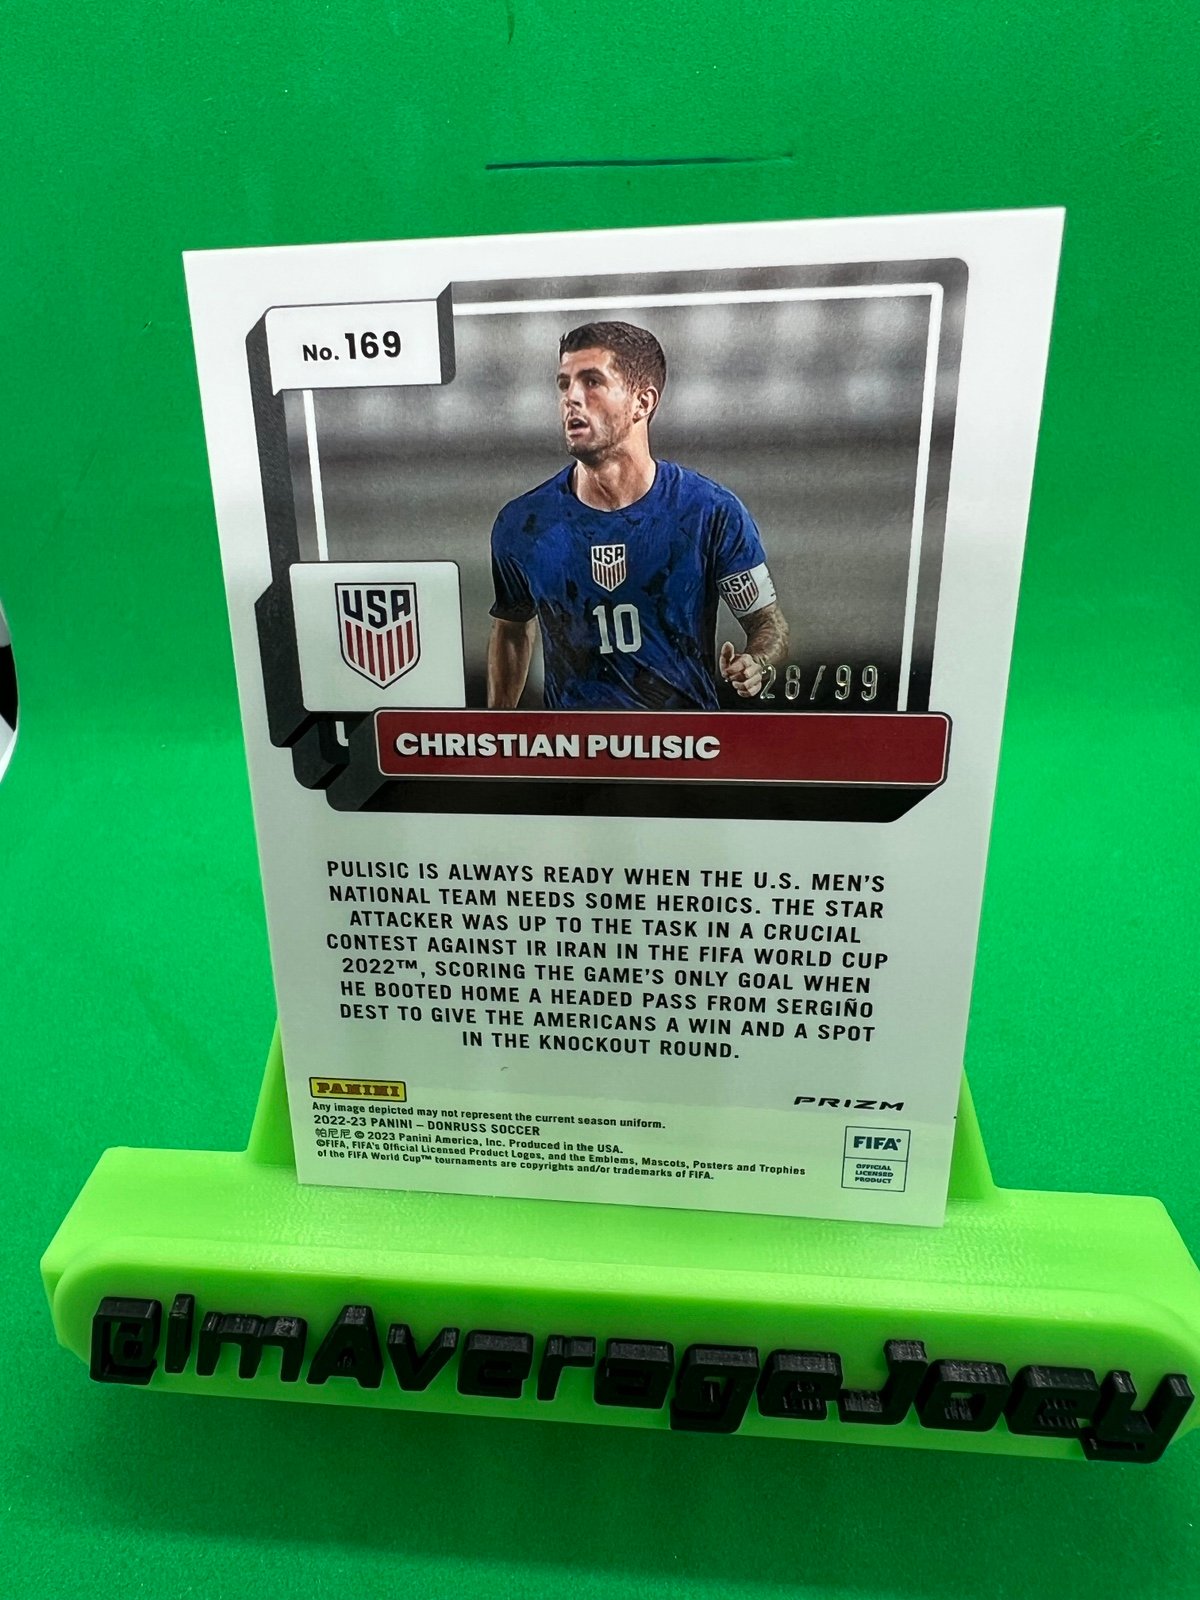 No. 169
USA
10
USA
USA
28/99
U
CHRISTIAN PULISIC
PULISIC IS ALWAYS READY WHEN THE U.S. MEN'S
NATIONAL TEAM NEEDS SOME HEROICS. THE STAR
ATTACKER WAS UP TO THE TASK IN A CRUCIAL
CONTEST AGAINST IR IRAN IN THE FIFA WORLD CUP
2022™, SCORING THE GAME'S ONLY GOAL WHEN
HE BOOTED HOME A HEADED PASS FROM SERGIÑO
DEST TO GIVE THE AMERICANS A WIN AND A SPOT
IN THE KNOCKOUT ROUND.
PANINI
PRIZM
Any image depicted may not represent the current season uniform.
2022-23 PANINI – DONRUSS SOCCER
帕尼尼 © 2023 Panini America, Inc. Produced in the USA.
©FIFA, FIFA's Official Licensed Product Logos, and the Emblems, Mascots, Posters and Trophies
of the FIFA World Cup™ tournaments are copyrights and/or trademarks of FIFA.
FIFA
OFFICIAL
LICENSED
PRODUCT
@ImAverageJoey